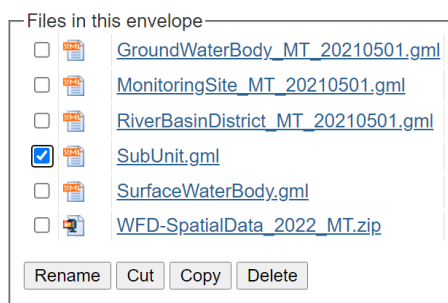 Files in this envelope
GroundWaterBody_MT_20210501.gml
MonitoringSite_MT_20210501.gml
RiverBasinDistrict_MT_20210501.gml
SubUnit.gml
SurfaceWaterBody.gml
WFD-SpatialData_2022_MT.zip
Rename Cut Copy Delete